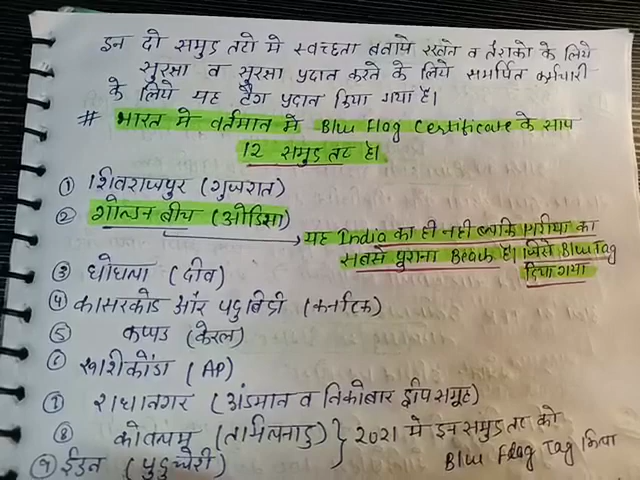 इन दो समुद्र तटो मे स्वच्छता बनाये रखने व तैराको के लिये
सुरक्षा व सुरक्षा प्रदान करने के लिये समर्पित कर्मचारी
के लिये यह टैग प्रदान किया गया है।
# भारत मे वर्तमान मे Blue Flag Certificate के साथ
12 समुद्र तट है।
① शिवराजपुर (गुजरात)
② गोल्डन बीच (ओडिसा)
→ यह India का ही नही बल्कि एशीया का
सबसे पुराना Beach है। जिसे Blue Tag
दिया गया
③ घोघला (दीव)
④ कासरकोड और पदुबिद्री (कर्नाटक)
⑤ कप्पड (केरल)
⑥ रूशीकोंडा (AP)
⑦ राधानगर (अंडमान व निकोबार द्वीप समूह)
⑧ कोवलम (तामिलनाडु) } 2021 मे इन समुद्र तट को
⑨ ईडन (पुडुच्चेरी) Blue Flag Tag मिला